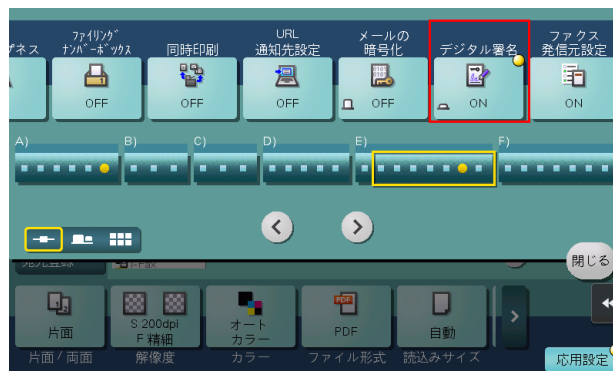 プネス
ファイリング
ナンバーボックス
同時印刷
URL
通知先設定
メールの
暗号化
デジタル署名
ファクス
発信元設定
OFF
OFF
OFF
OFF
ON
ON
A)
B)
C)
D)
E)
F)
閉じる
I-Fax
片面
S 200dpi
F 精細
オート
カラー
PDF
PDF
自動
片面/両面
解像度
カラー
ファイル形式
読込みサイズ
応用設定